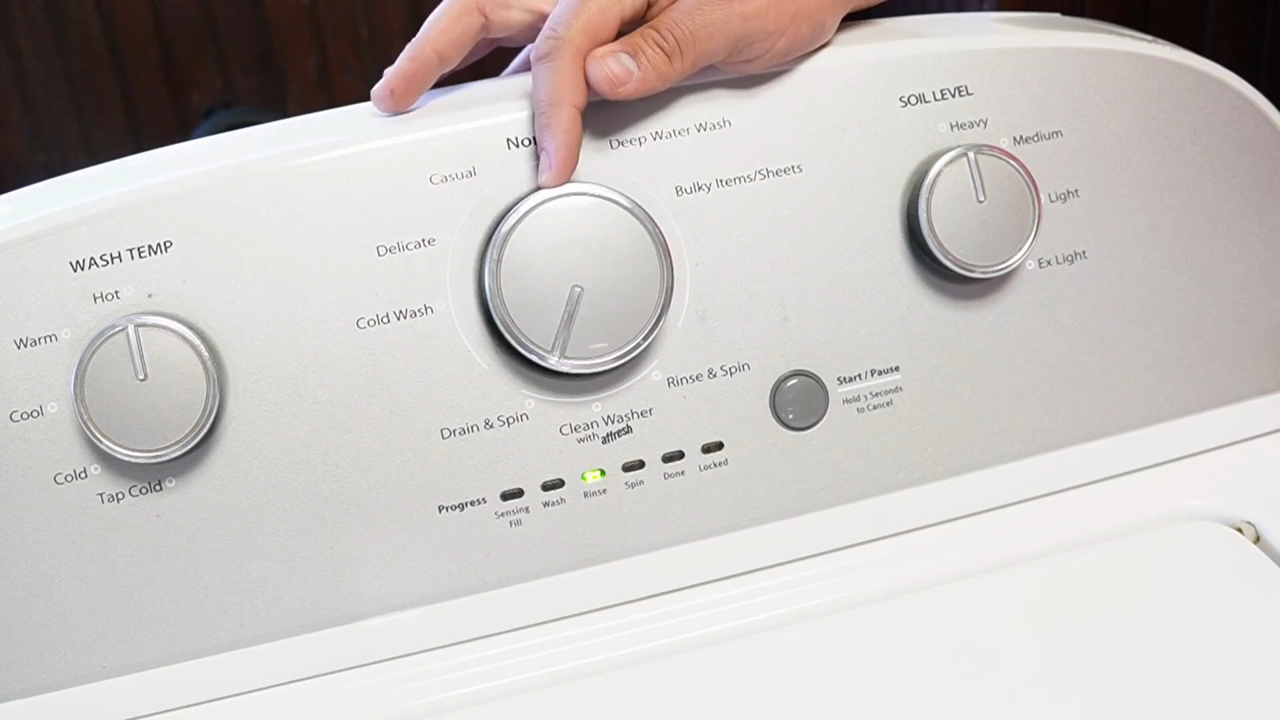 WASH TEMP
Hot
Warm
Cool
Cold
Tap Cold
Deep Water Wash
Casual
Bulky Items/Sheets
Delicate
Cold Wash
Rinse & Spin
Drain & Spin
Clean Washer
with affresh
SOIL LEVEL
Heavy
Medium
Light
Ex Light
Start / Pause
Hold 3 Seconds
to Cancel
Progress
Sensing
Fill
Wash
Rinse
Spin
Done
Locked